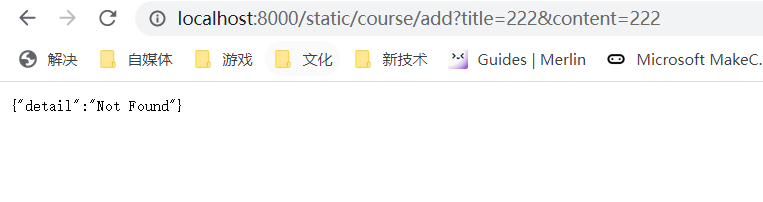 localhost:8000/static/course/add?title=222&content=222
解决 自媒体 游戏 文化 新技术 Guides | Merlin Microsoft MakeC.
{"detail":"Not Found"}